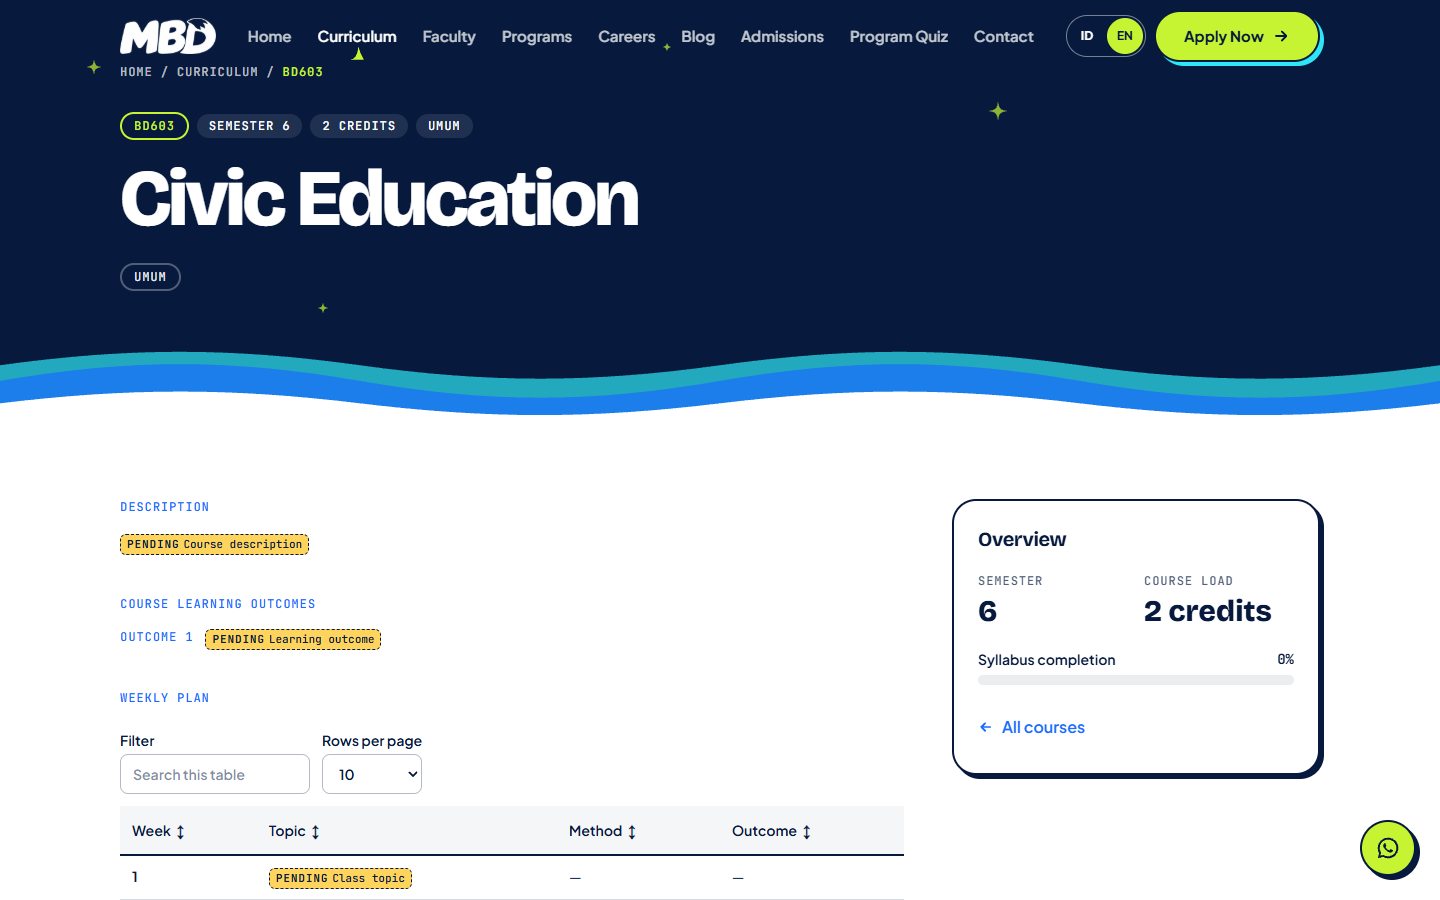 MBD Home Curriculum Faculty Programs Careers Blog Admissions Program Quiz Contact ID EN Apply Now →
HOME / CURRICULUM / BD603
BD603 SEMESTER 6 2 CREDITS UMUM
Civic Education
UMUM
DESCRIPTION
PENDING Course description
COURSE LEARNING OUTCOMES
OUTCOME 1 PENDING Learning outcome
WEEKLY PLAN
Filter Rows per page
Search this table 10
Week ↕ Topic ↕ Method ↕ Outcome ↕
1 PENDING Class topic — —
Overview
SEMESTER COURSE LOAD
6 2 credits
Syllabus completion 0%
← All courses